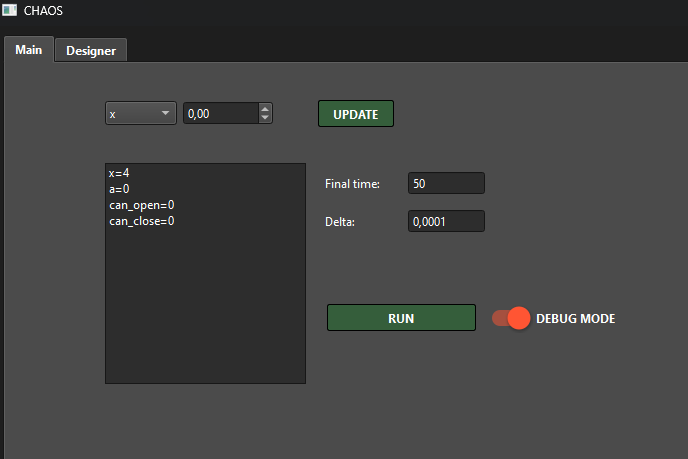 CHAOS
Main Designer
x 0,00 UPDATE
x=4
a=0
can_open=0
can_close=0
Final time: 50
Delta: 0,0001
RUN DEBUG MODE